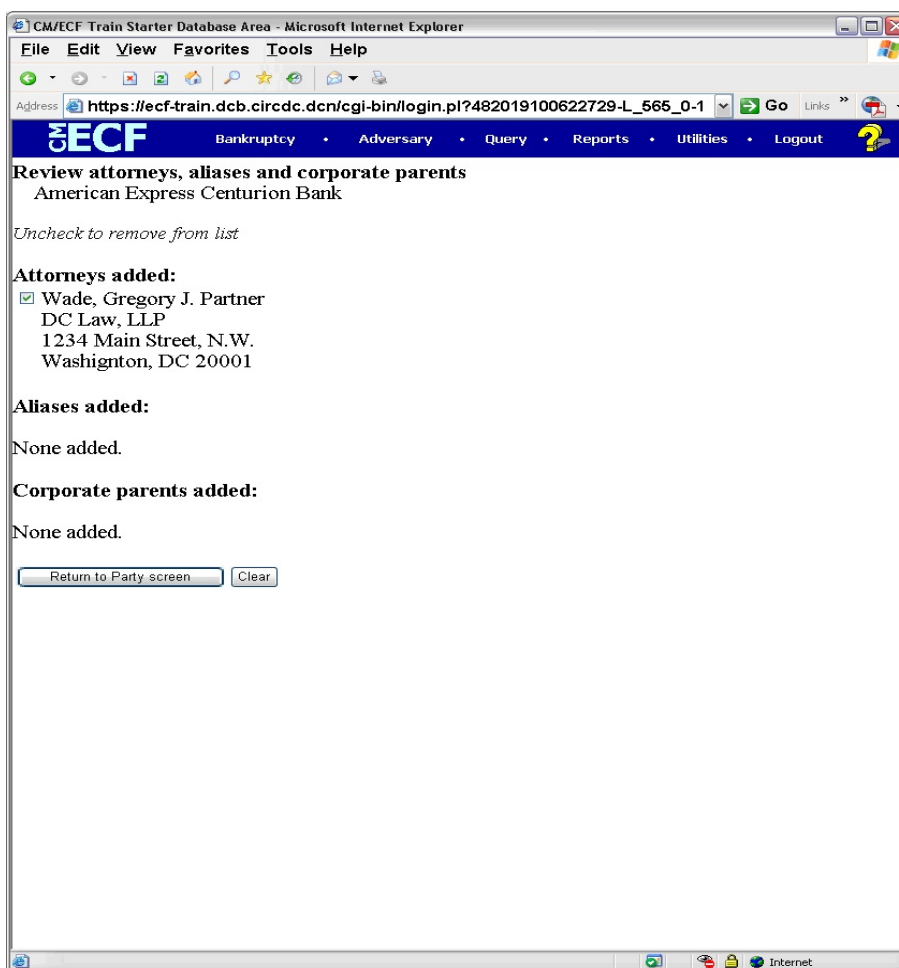 CM/ECF Train Starter Database Area - Microsoft Internet Explorer
File Edit View Favorites Tools Help
Address https://ecf-train.dcb.circdc.dcn/cgi-bin/login.pl?482019100622729-L_565_0-1 Go Links »
CM ECF Bankruptcy • Adversary • Query • Reports • Utilities • Logout ?
Review attorneys, aliases and corporate parents
American Express Centurion Bank
Uncheck to remove from list
Attorneys added:
Wade, Gregory J. Partner
DC Law, LLP
1234 Main Street, N.W.
Washignton, DC 20001
Aliases added:
None added.
Corporate parents added:
None added.
Return to Party screen Clear
Internet